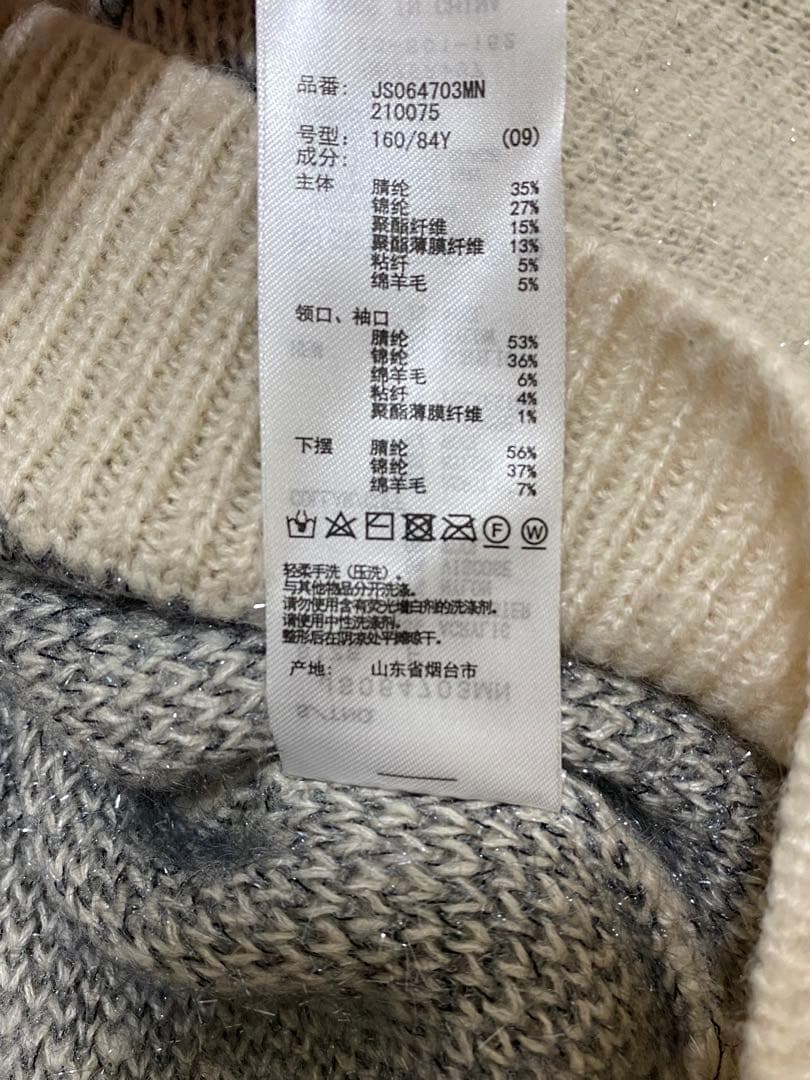 品番: JS064703MN
210075
号型: 160/84Y (09)
成分:
主体 腈纶 35%
锦纶 27%
聚酯纤维 15%
聚酯薄膜纤维 13%
粘纤 5%
绵羊毛 5%
领口、袖口
腈纶 53%
锦纶 36%
绵羊毛 6%
粘纤 4%
聚酯薄膜纤维 1%
下摆 腈纶 56%
锦纶 37%
绵羊毛 7%
F W
轻柔手洗（压洗）。
与其他物品分开洗涤。
请勿使用含有荧光增白剂的洗涤剂。
请使用中性洗涤剂。
整形后在阴凉处平摊晾干。
产地: 山东省烟台市